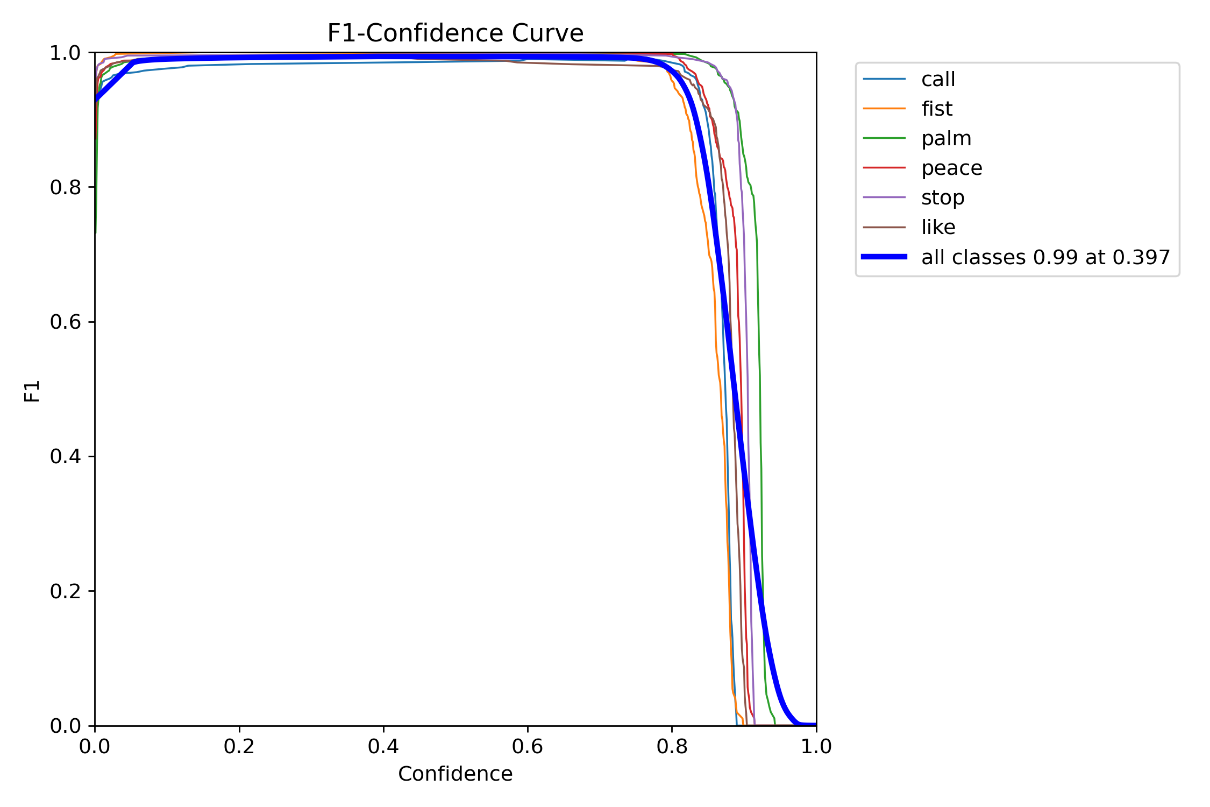 F1-Confidence Curve
1.0
0.8
0.6
0.4
0.2
0.0
F1
0.0 0.2 0.4 0.6 0.8 1.0
Confidence
call
fist
palm
peace
stop
like
all classes 0.99 at 0.397